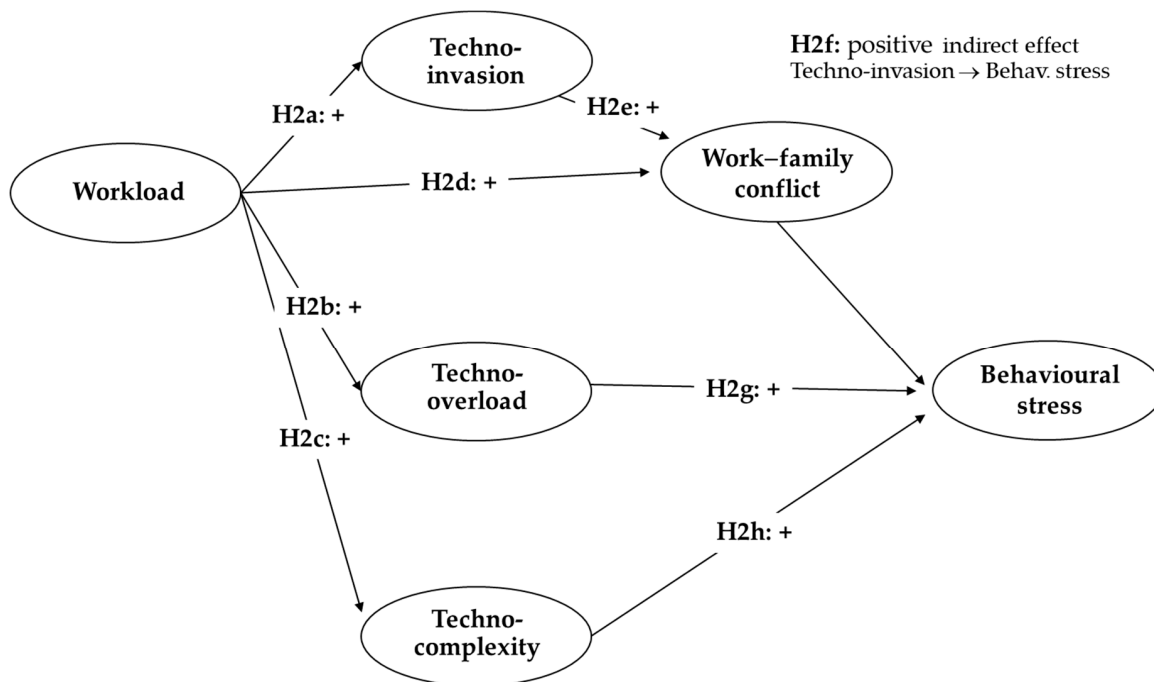 Techno-
invasion
H2f: positive indirect effect
Techno-invasion → Behav. stress
H2a: +
H2e: +
Work–family
conflict
Workload
H2d: +
H2b: +
Techno-
overload
H2g: +
Behavioural
stress
H2c: +
H2h: +
Techno-
complexity